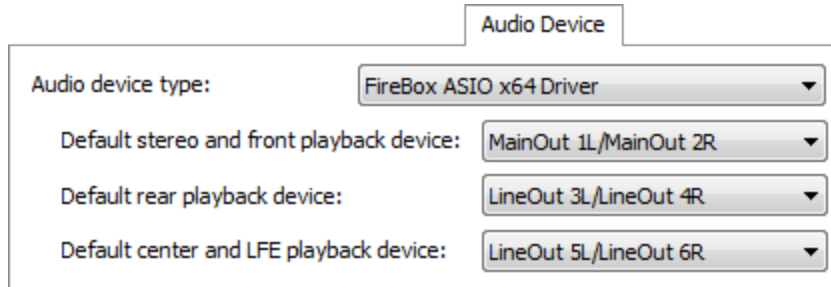 Audio Device
Audio device type: FireBox ASIO x64 Driver
Default stereo and front playback device: MainOut 1L/MainOut 2R
Default rear playback device: LineOut 3L/LineOut 4R
Default center and LFE playback device: LineOut 5L/LineOut 6R